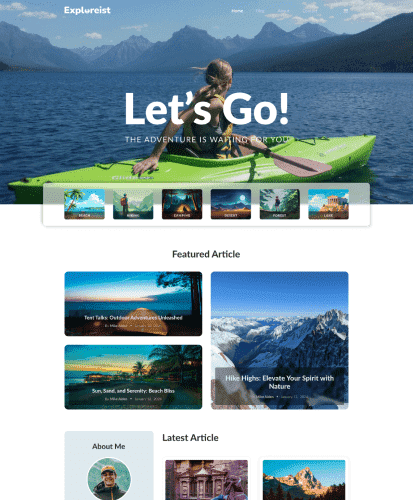 Exploreist
Home
Let's Go!
THE ADVENTURE IS WAITING FOR YOU
BEACH
HIKING
CAMPING
DESERT
FOREST
LAKE
Featured Article
Tent Talks: Outdoor Adventures Unleashed
Hike Highs: Elevate Your Spirit with
Nature
Sun, Sand, and Serenity: Beach Bliss
About Me
Latest Article